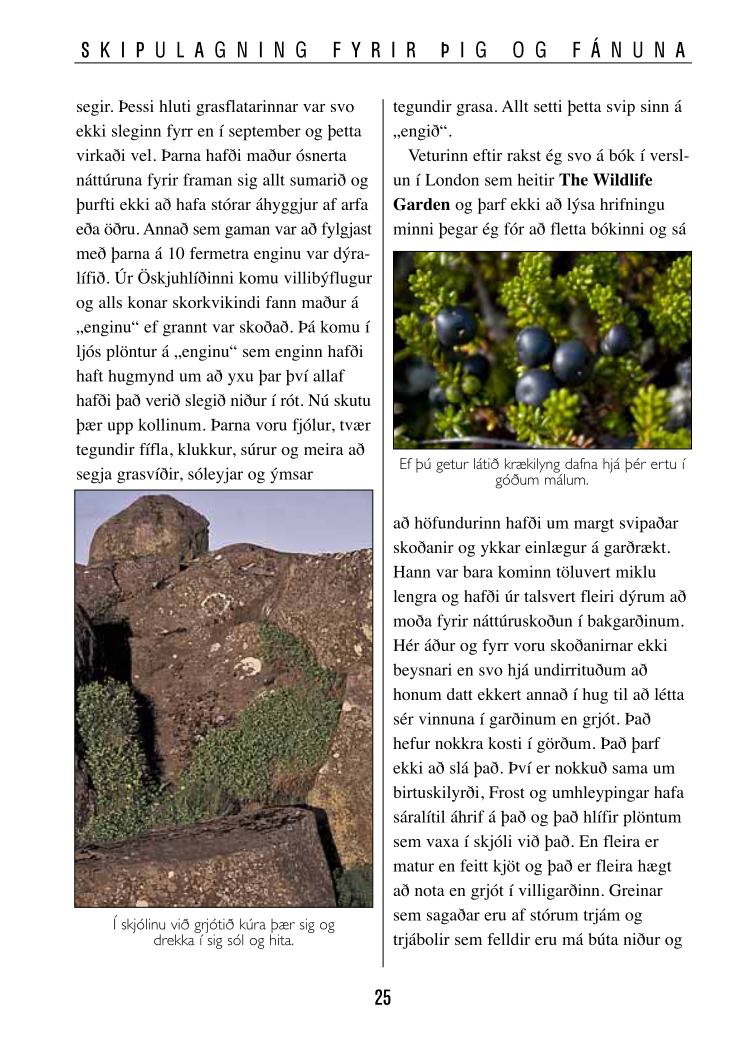 SKIPULAGNING FYRIR ÞIG OG FÁNUNA
segir. Þessi hluti grasflatarinnar var svo
ekki sleginn fyrr en í september og þetta
virkaði vel. Þarna hafði maður ósnerta
náttúruna fyrir framan sig allt sumarið og
þurfti ekki að hafa stórar áhyggjur af arfa
eða öðru. Annað sem gaman var að fylgjast
með þarna á 10 fermetra enginu var dýra-
lífið. Úr Öskjuhlíðinni komu villibýflugur
og alls konar skorkvikindi fann maður á
„enginu“ ef grannt var skoðað. Þá komu í
ljós plöntur á „enginu“ sem enginn hafði
haft hugmynd um að yxu þar því allaf
hafði það verið slegið niður í rót. Nú skutu
þær upp kollinum. Þarna voru fjólur, tvær
tegundir fífla, klukkur, súrur og meira að
segja grasvíðir, sóleyjar og ýmsar
Í skjólinu við grjótið kúra þær sig og
drekka í sig sól og hita.
tegundir grasa. Allt setti þetta svip sinn á
„engið“.
Veturinn eftir rakst ég svo á bók í versl-
un í London sem heitir The Wildlife
Garden og þarf ekki að lýsa hrifningu
minni þegar ég fór að fletta bókinni og sá
Ef þú getur látið krækilyng dafna hjá þér ertu í
góðum málum.
að höfundurinn hafði um margt svipaðar
skoðanir og ykkar einlægur á garðrækt.
Hann var bara kominn töluvert miklu
lengra og hafði úr talsvert fleiri dýrum að
moða fyrir náttúruskoðun í bakgarðinum.
Hér áður og fyrr voru skoðanirnar ekki
beysnari en svo hjá undirrituðum að
honum datt ekkert annað í hug til að létta
sér vinnuna í garðinum en grjót. Það
hefur nokkra kosti í görðum. Það þarf
ekki að slá það. Því er nokkuð sama um
birtuskilyrði, Frost og umhleypingar hafa
sáralítil áhrif á það og það hlífir plöntum
sem vaxa í skjóli við það. En fleira er
matur en feitt kjöt og það er fleira hægt
að nota en grjót í villigarðinn. Greinar
sem sagaðar eru af stórum trjám og
trjábolir sem felldir eru má búta niður og
25